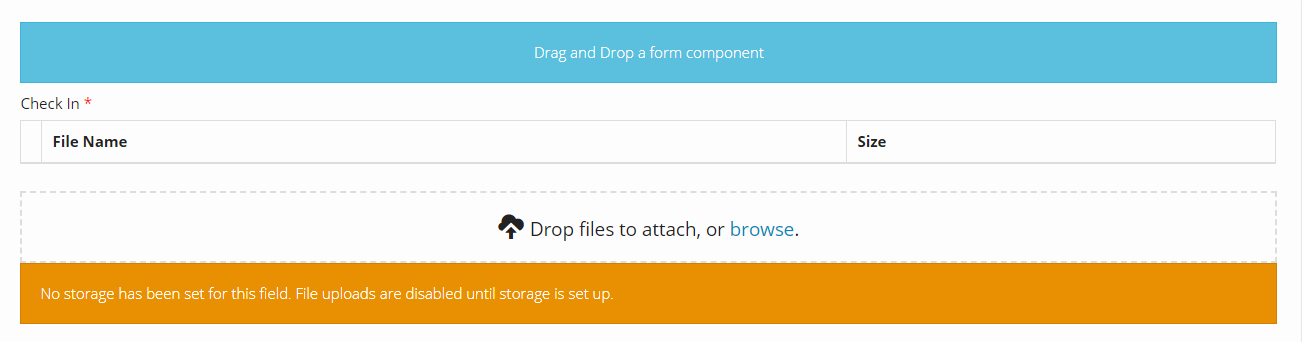 Drag and Drop a form component
Check In *
File Name Size
Drop files to attach, or browse.
No storage has been set for this field. File uploads are disabled until storage is set up.